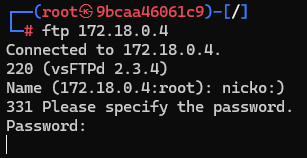 ┌──(root㉿9bcaa46061c9)-[/]
└─# ftp 172.18.0.4
Connected to 172.18.0.4.
220 (vsFTPd 2.3.4)
Name (172.18.0.4:root): nicko:)
331 Please specify the password.
Password: